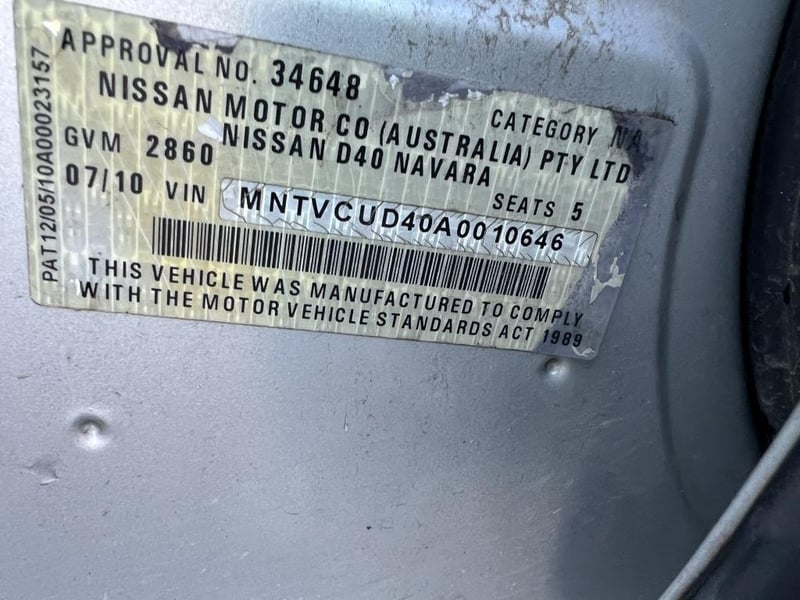 APPROVAL NO. 34648 CATEGORY NA
NISSAN MOTOR CO (AUSTRALIA) PTY LTD
GVM 2860 NISSAN D40 NAVARA
07/10 VIN MNTVCUD40A0010646 SEATS 5
THIS VEHICLE WAS MANUFACTURED TO COMPLY
WITH THE MOTOR VEHICLE STANDARDS ACT 1989
PAT12/05/10A00023157